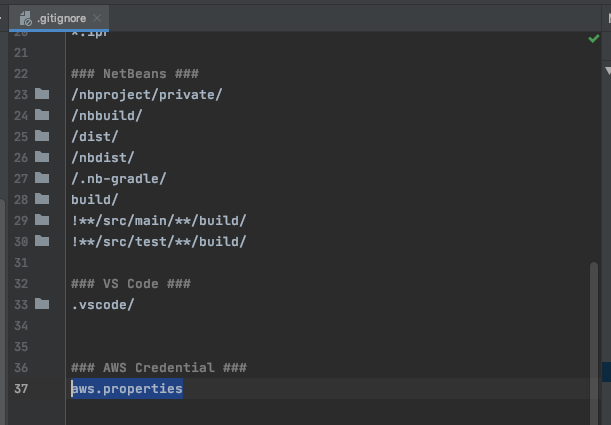 .gitignore
20 *.ipr
21
22 ### NetBeans ###
23 /nbproject/private/
24 /nbbuild/
25 /dist/
26 /nbdist/
27 /.nb-gradle/
28 build/
29 !**/src/main/**/build/
30 !**/src/test/**/build/
31
32 ### VS Code ###
33 .vscode/
34
35
36 ### AWS Credential ###
37 aws.properties